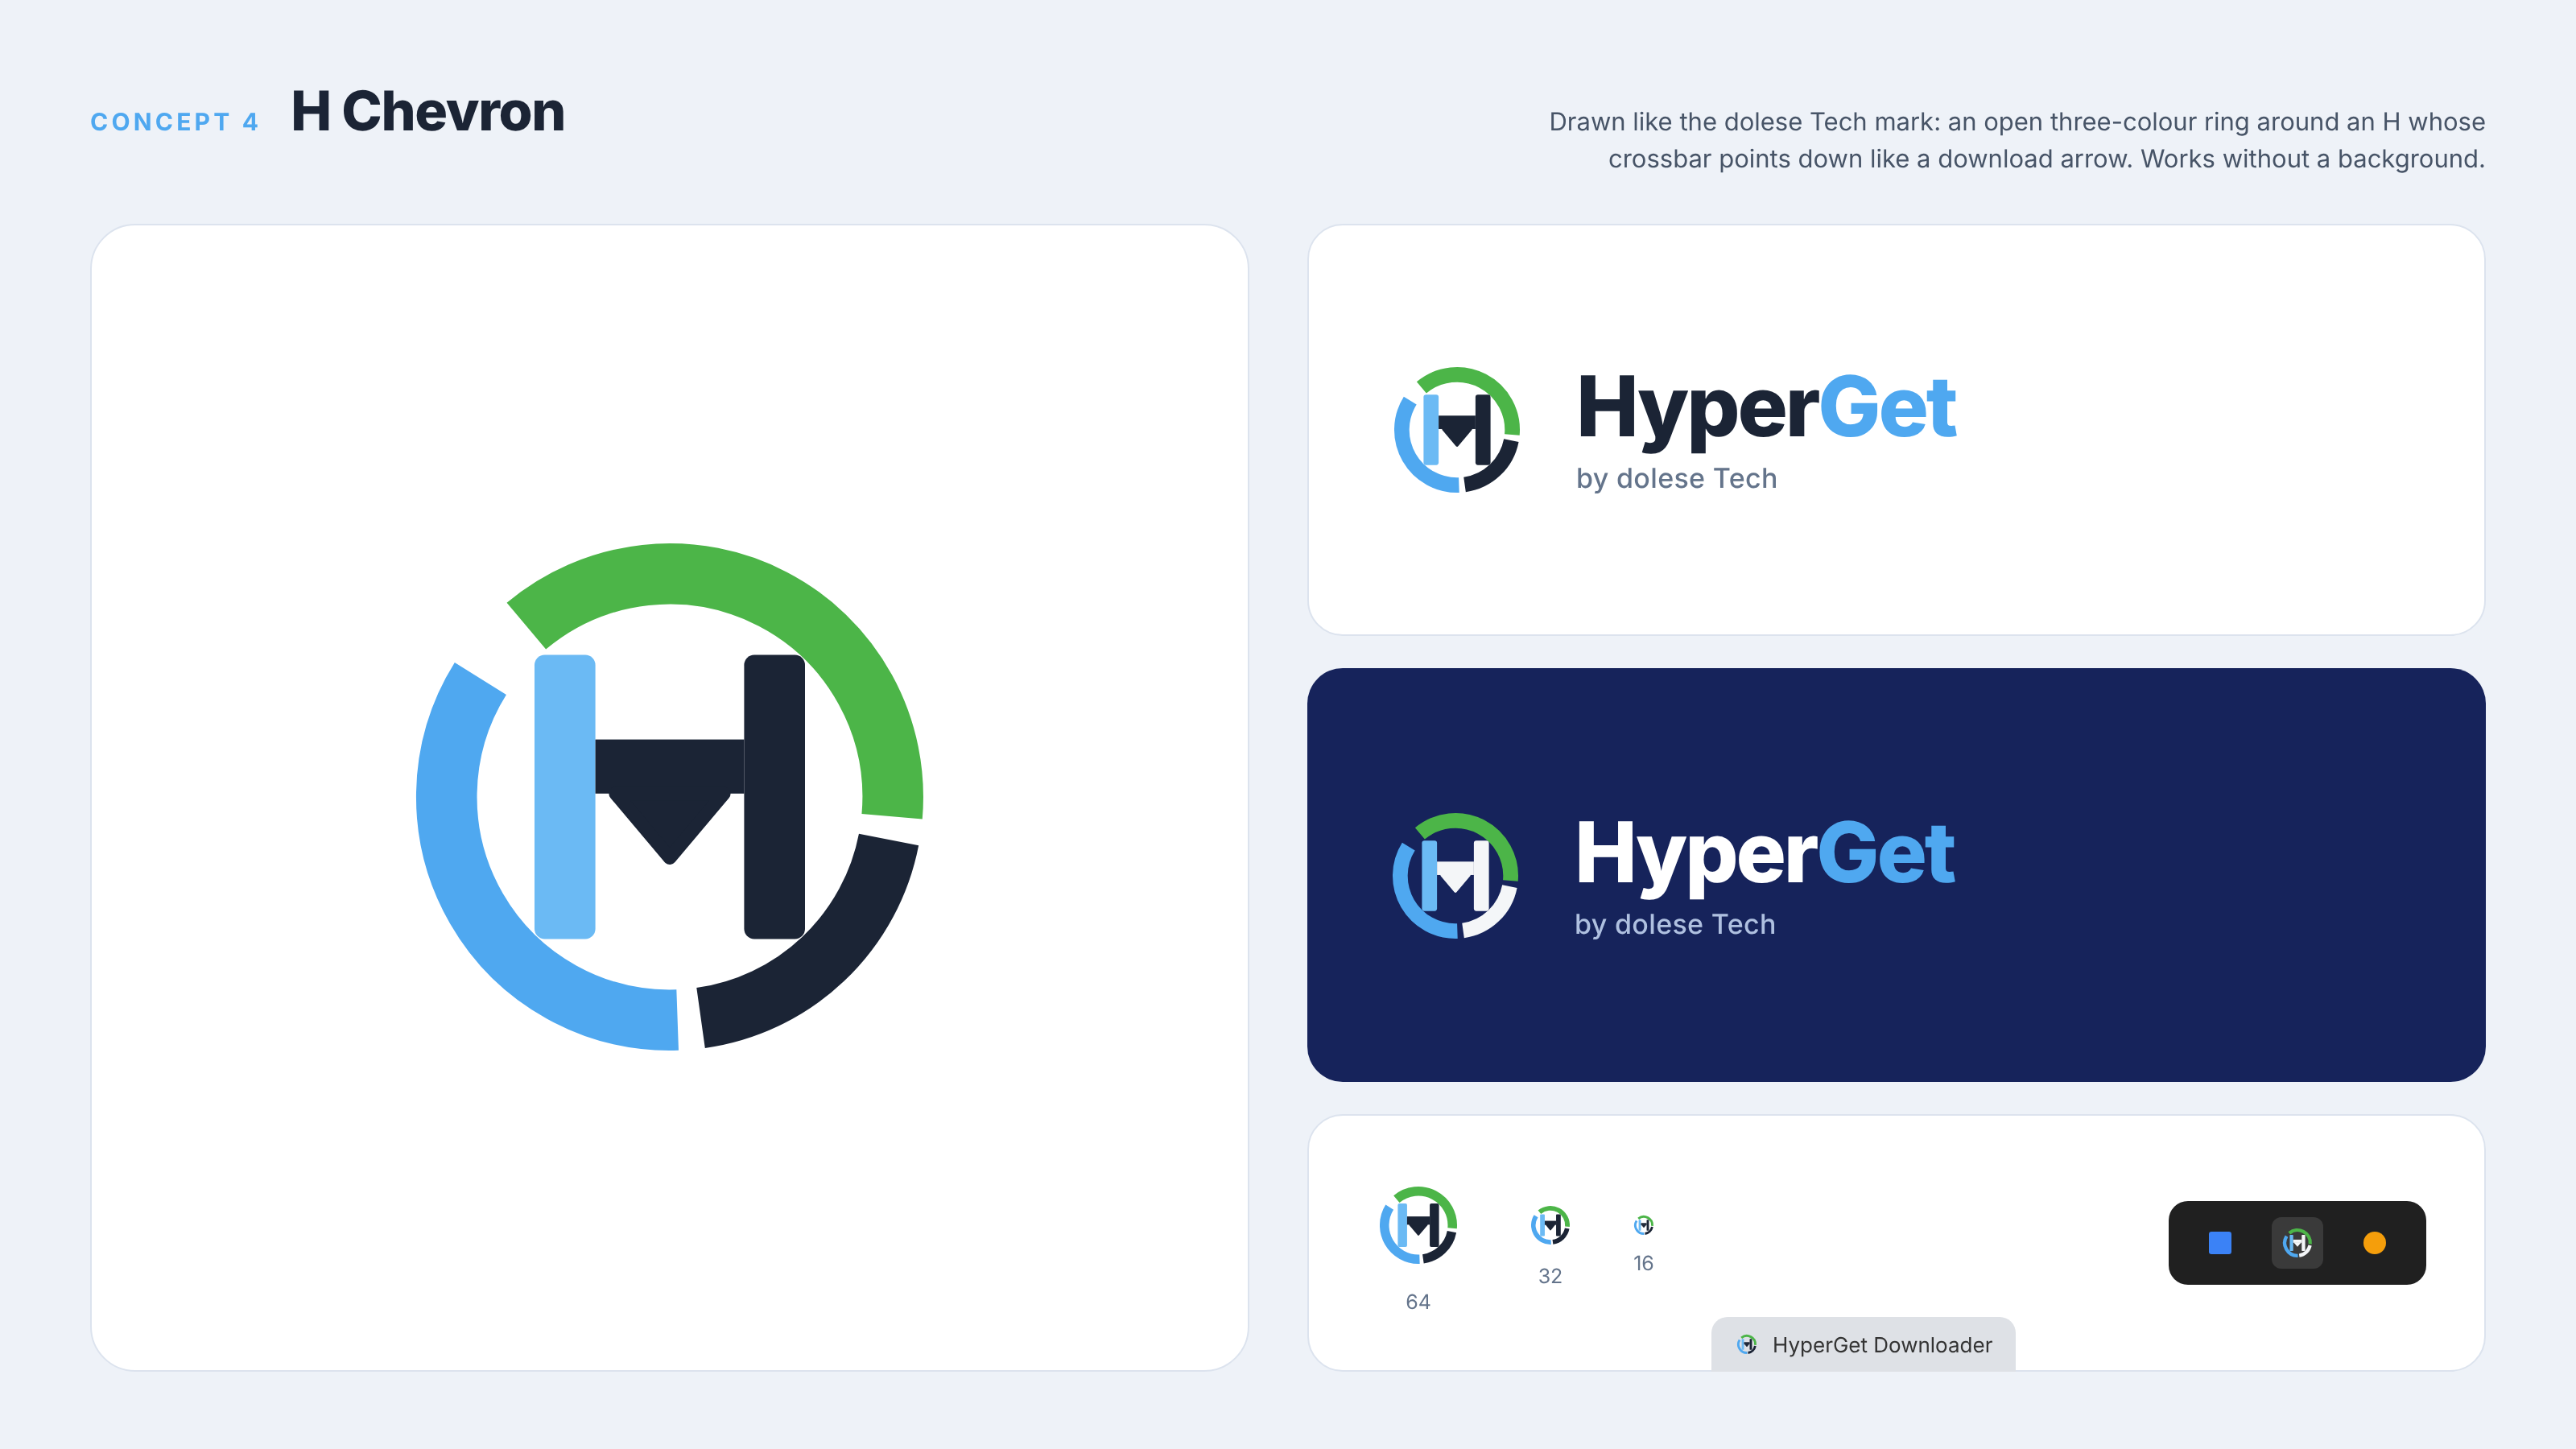 CONCEPT 4 H Chevron
Drawn like the dolese Tech mark: an open three-colour ring around an H whose
crossbar points down like a download arrow. Works without a background.
H
HyperGet
by dolese Tech
H
HyperGet
by dolese Tech
64
32
16
HyperGet Downloader